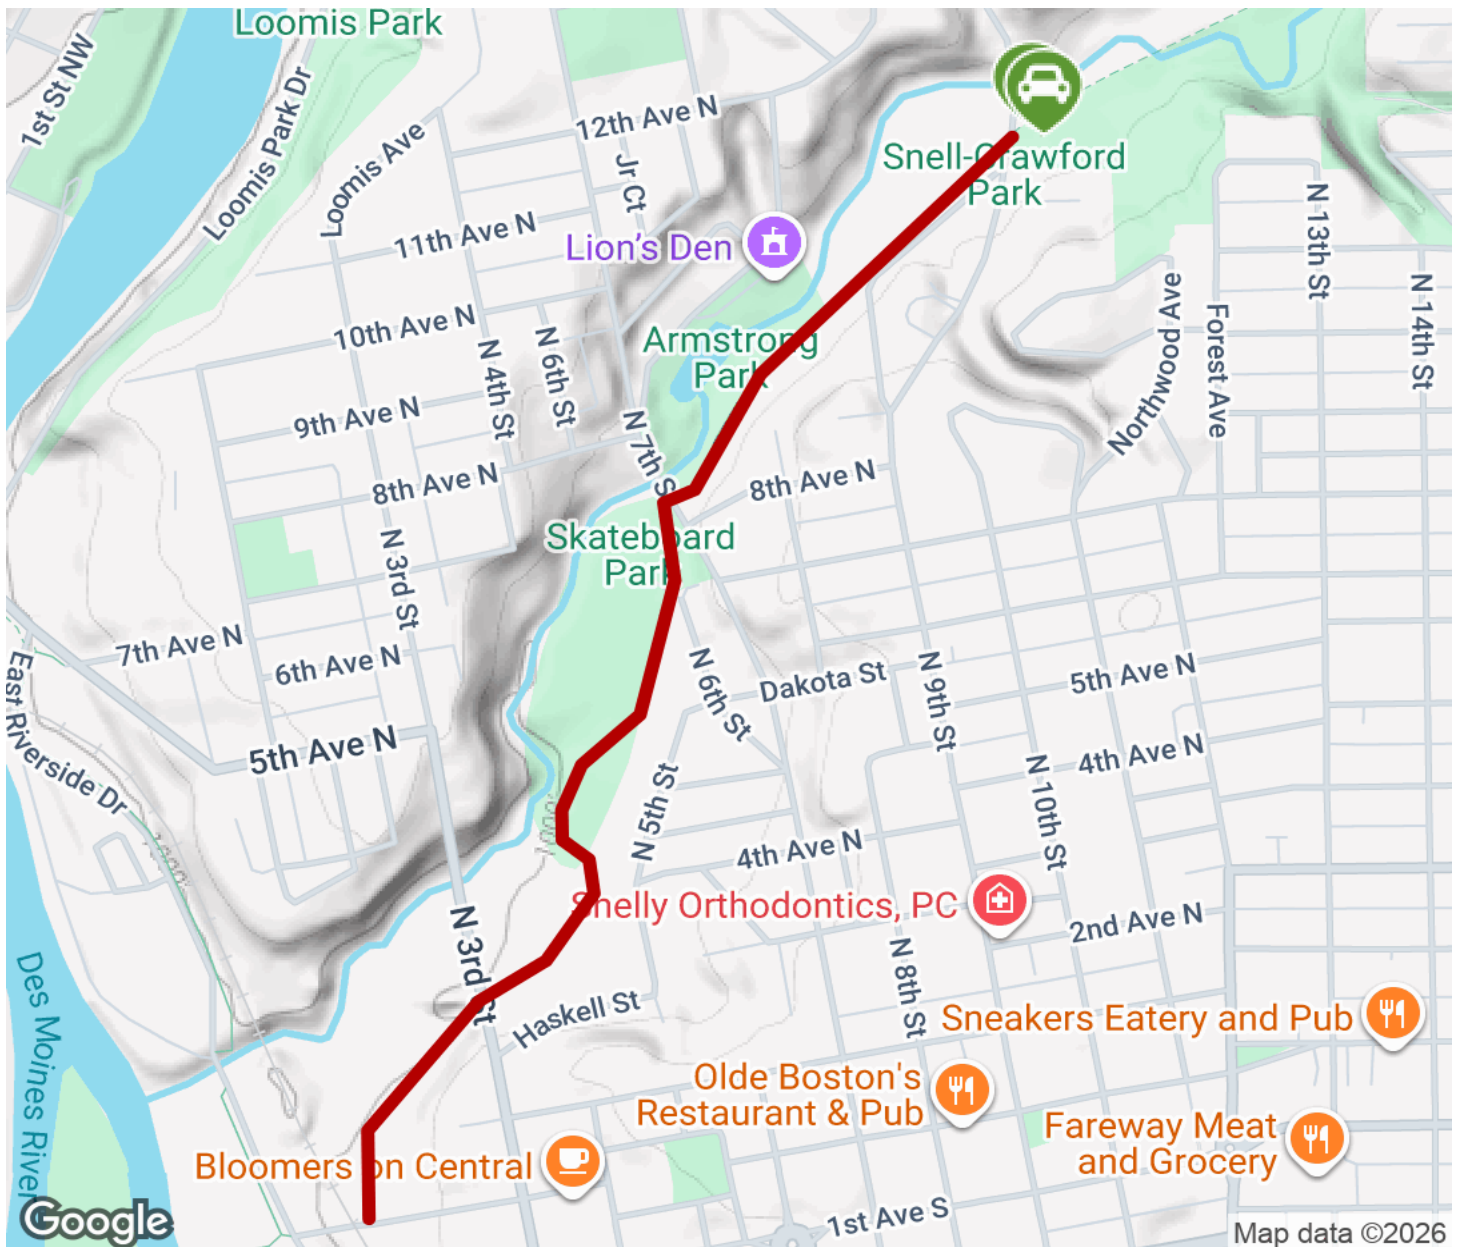 Loomis Park
1st St NW
Loomis Park Dr
Loomis Ave
12th Ave N
Jr Ct
Snell-Crawford
Park
11th Ave N
Lion's Den
N 13th St
N 14th St
Northwood Ave
Forest Ave
10th Ave N
N 4th St
N 6th St
Armstrong
Park
9th Ave N
N 7th S
8th Ave N
8th Ave N
Skateboard
Park
N 3rd St
7th Ave N
6th Ave N
East Riverside Dr
5th Ave N
N 6th St
Dakota St
N 9th St
5th Ave N
4th Ave N
N 5th St
N 10th St
4th Ave N
Snelly Orthodontics, PC
2nd Ave N
N 3rd St
N 8th St
Haskell St
Des Moines River
Sneakers Eatery and Pub
Olde Boston's
Restaurant & Pub
Fareway Meat
and Grocery
Bloomers on Central
1st Ave S
Google
Map data ©2026